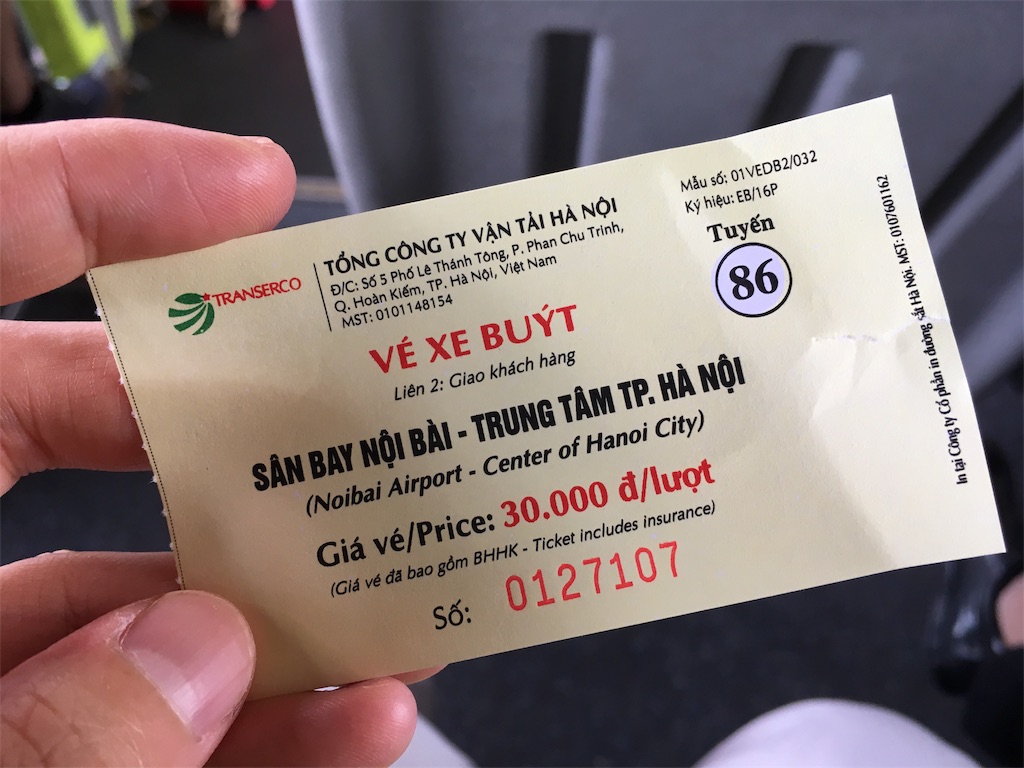 TRANSERCO
TỔNG CÔNG TY VẬN TẢI HÀ NỘI
Đ/C: Số 5 Phố Lê Thánh Tông, P. Phan Chu Trinh,
Q. Hoàn Kiếm, TP. Hà Nội, Việt Nam
MST: 0101148154
Mẫu số: 01VEDB2/032
Ký hiệu: EB/16P
Tuyến
86
VÉ XE BUÝT
Liên 2: Giao khách hàng
SÂN BAY NỘI BÀI - TRUNG TÂM TP. HÀ NỘI
(Noibai Airport - Center of Hanoi City)
Giá vé/Price: 30.000 đ/lượt
(Giá vé đã bao gồm BHHK - Ticket includes insurance)
Số: 0127107
In tại Công ty Cổ phần in đường sắt Hà Nội. MST: 0107601162